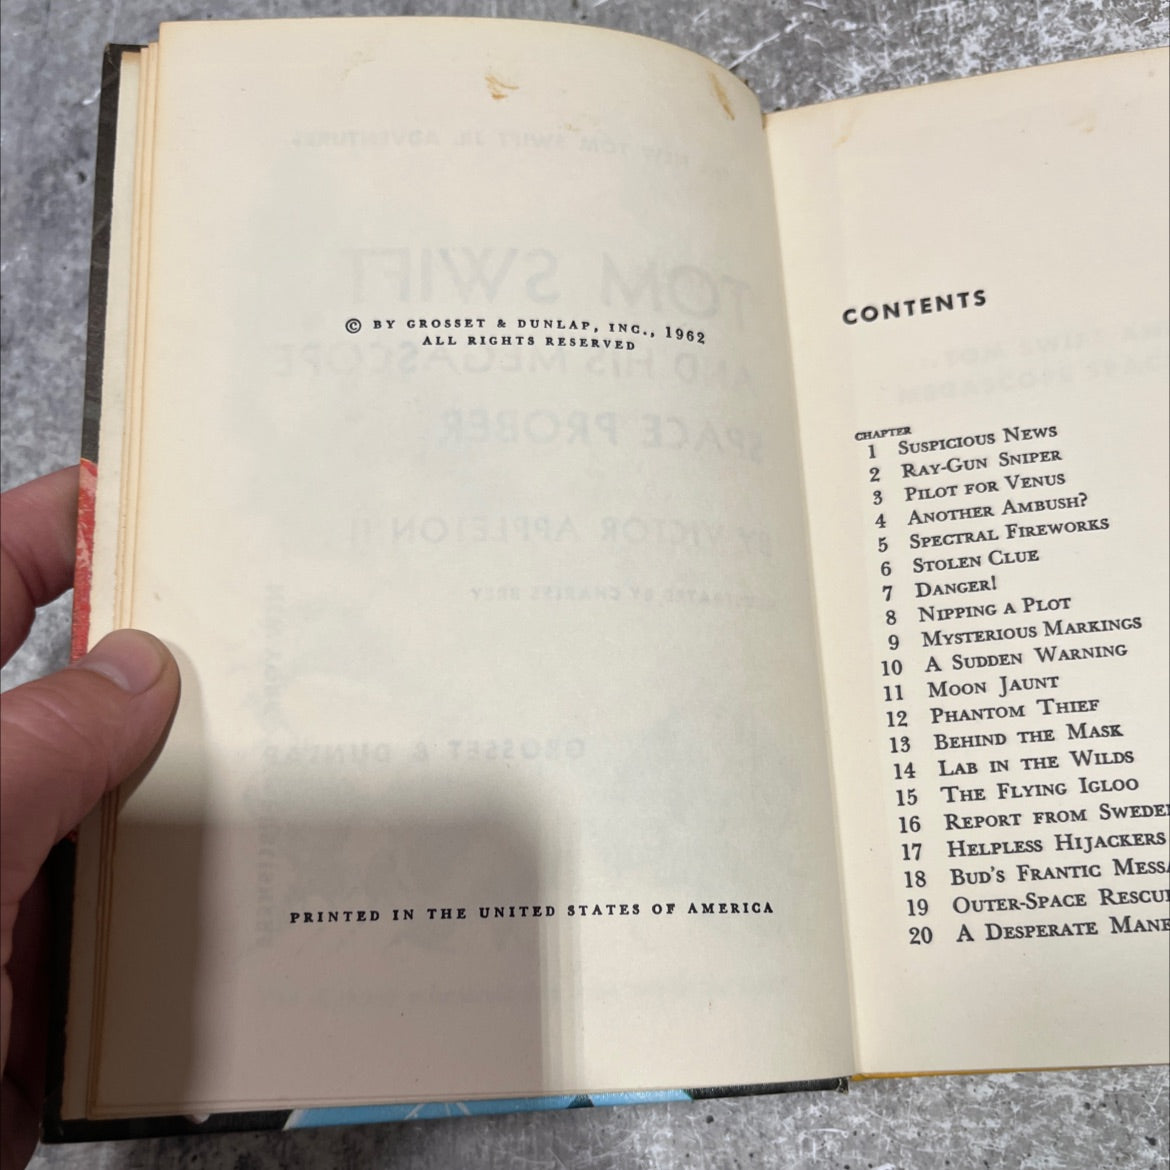 © BY GROSSET & DUNLAP, INC., 1962
ALL RIGHTS RESERVED
PRINTED IN THE UNITED STATES OF AMERICA
CONTENTS
CHAPTER
1 SUSPICIOUS NEWS
2 RAY-GUN SNIPER
3 PILOT FOR VENUS
4 ANOTHER AMBUSH?
5 SPECTRAL FIREWORKS
6 STOLEN CLUE
7 DANGER!
8 NIPPING A PLOT
9 MYSTERIOUS MARKINGS
10 A SUDDEN WARNING
11 MOON JAUNT
12 PHANTOM THIEF
13 BEHIND THE MASK
14 LAB IN THE WILDS
15 THE FLYING IGLOO
16 REPORT FROM SWEDE
17 HELPLESS HIJACKERS
18 BUD'S FRANTIC MESSA
19 OUTER-SPACE RESCU
20 A DESPERATE MANE